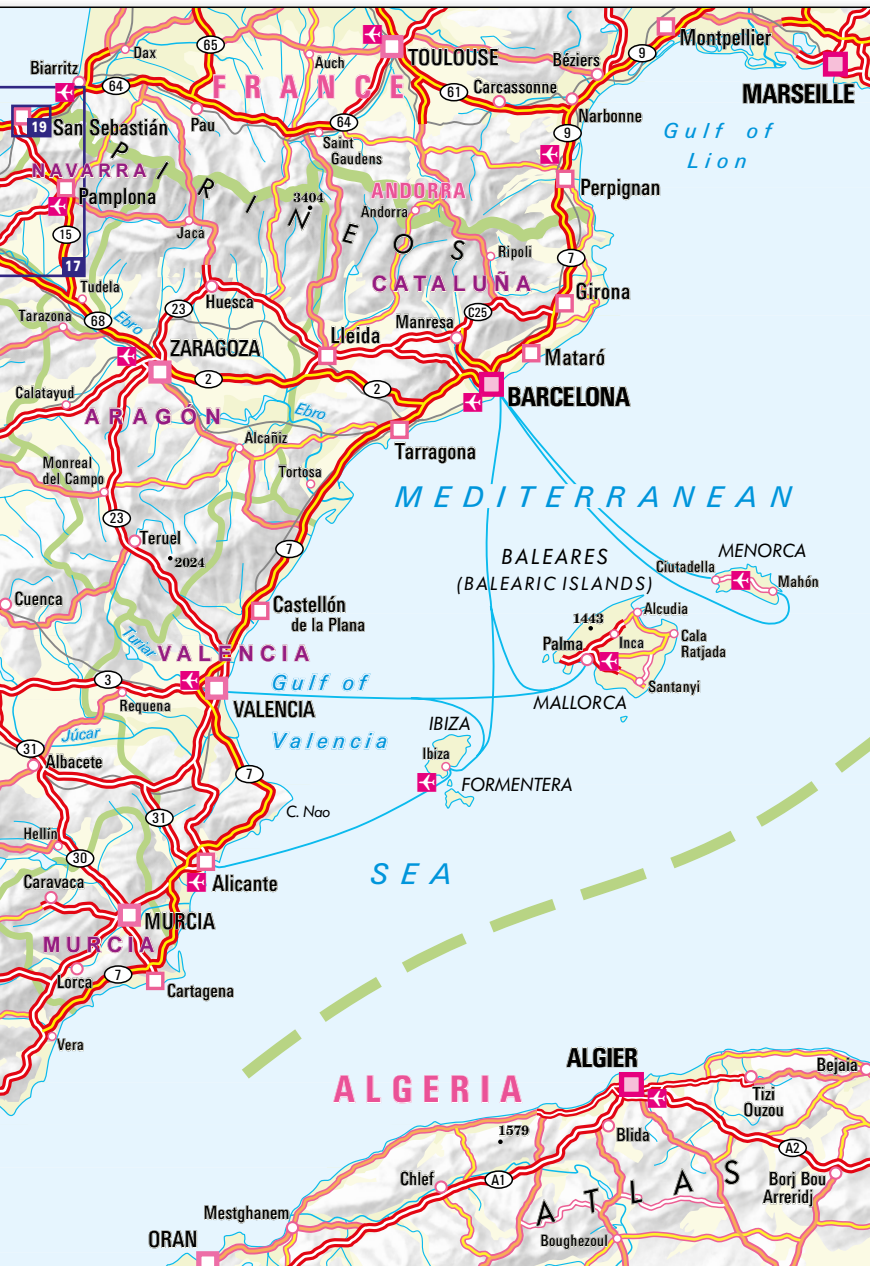 65
Dax
Auch
TOULOUSE
Béziers
9
Montpellier
MARSEILLE
Biarritz
64
FRANCE
61
Carcassonne
Narbonne
Gulf of
Lion
19
San Sebastián
Pau
64
Saint
Gaudens
9
NAVARRA
PIRINEOS
Pamplona
3404
ANDORRA
Andorra
Perpignan
15
Jaca
Ripoli
7
17
CATALUÑA
Tudela
Huesca
Girona
Tarazona
68
Ebro
23
C25
Manresa
Lleida
ZARAGOZA
Mataró
2
2
BARCELONA
Calatayud
ARAGÓN
Ebro
Alcañiz
Tarragona
Monreal
del Campo
Tortosa
MEDITERRANEAN
23
Teruel
7
2024
BALEARES
(BALEARIC ISLANDS)
MENORCA
Ciutadella
Mahón
Cuenca
Castellón
de la Plana
1443
Alcudia
Turiar
VALENCIA
Palma
Inca
Cala
Ratjada
3
Gulf of
Santanyi
Requena
VALENCIA
MALLORCA
Júcar
Valencia
IBIZA
31
Ibiza
Albacete
7
FORMENTERA
31
C. Nao
Hellín
30
SEA
Caravaca
Alicante
MURCIA
MURCIA
Lorca
7
Cartagena
Vera
ALGIER
ALGERIA
Bejaia
Tizi
Ouzou
1579
Blida
A2
Chlef
A1
ATLAS
Borj Bou
Arreridj
Mestghanem
ORAN
Boughezoul